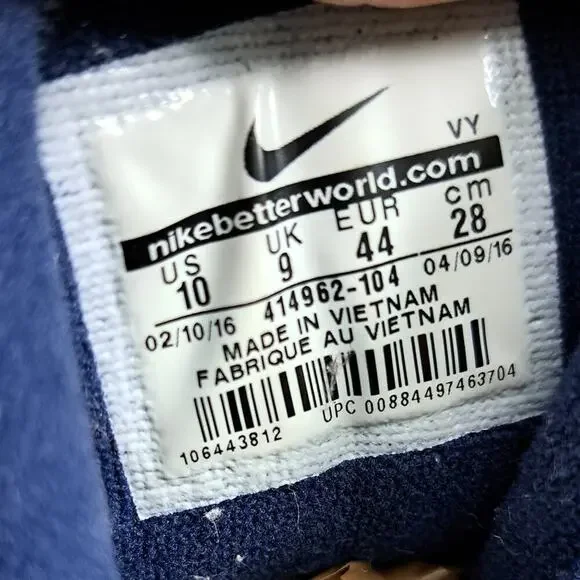 VY
nikebetterworld.com
US UK EUR cm
10 9 44 28
02/10/16 414962-104 04/09/16
MADE IN VIETNAM
FABRIQUE AU VIETNAM
106443812 UPC 00884497463704